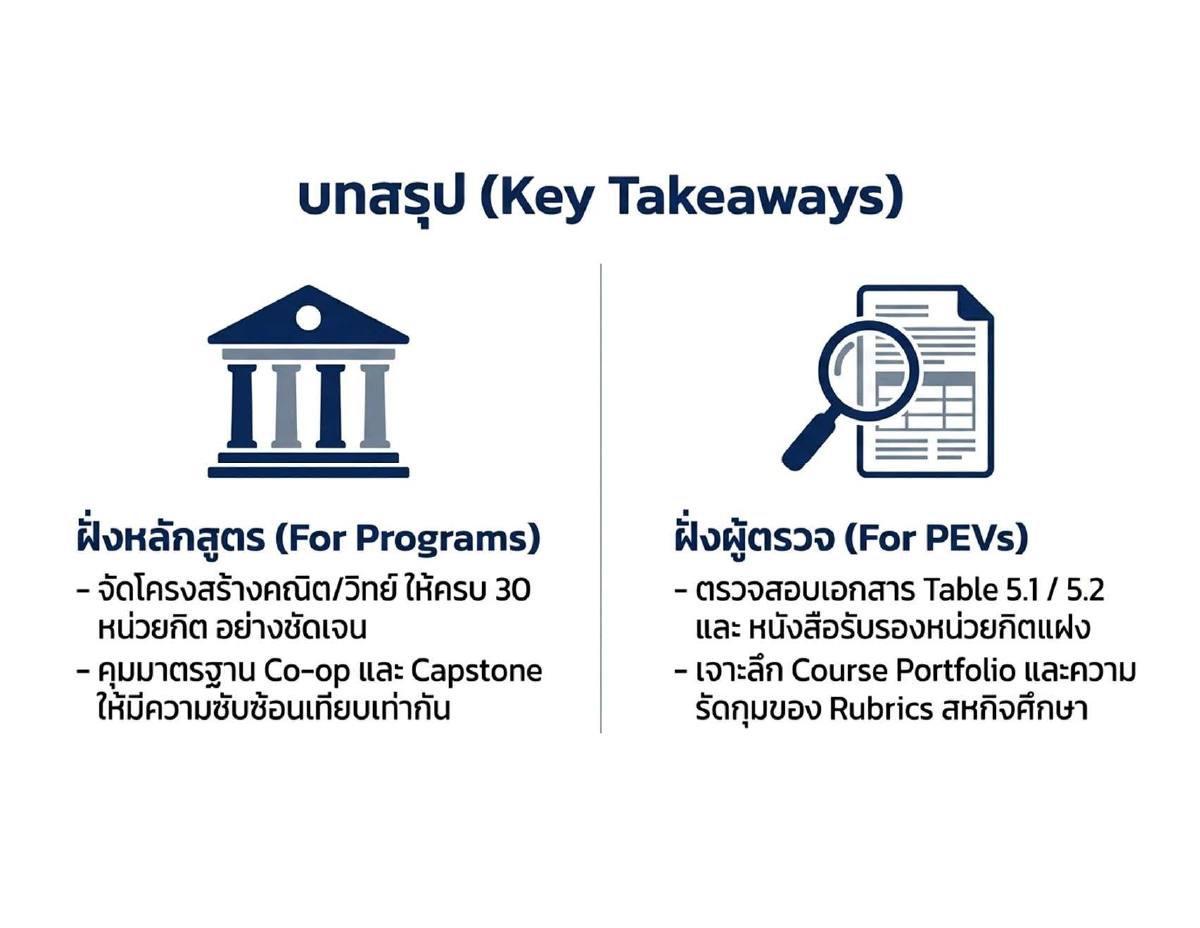 บทสรุป (Key Takeaways)
ฝั่งหลักสูตร (For Programs)
- จัดโครงสร้างคณิต/วิทย์ ให้ครบ 30
หน่วยกิต อย่างชัดเจน
- คุมมาตรฐาน Co-op และ Capstone
ให้มีความซับซ้อนเทียบเท่ากัน
ฝั่งผู้ตรวจ (For PEVs)
- ตรวจสอบเอกสาร Table 5.1 / 5.2
และ หนังสือรับรองหน่วยกิตแฝง
- เจาะลึก Course Portfolio และความ
รัดกุมของ Rubrics สหกิจศึกษา